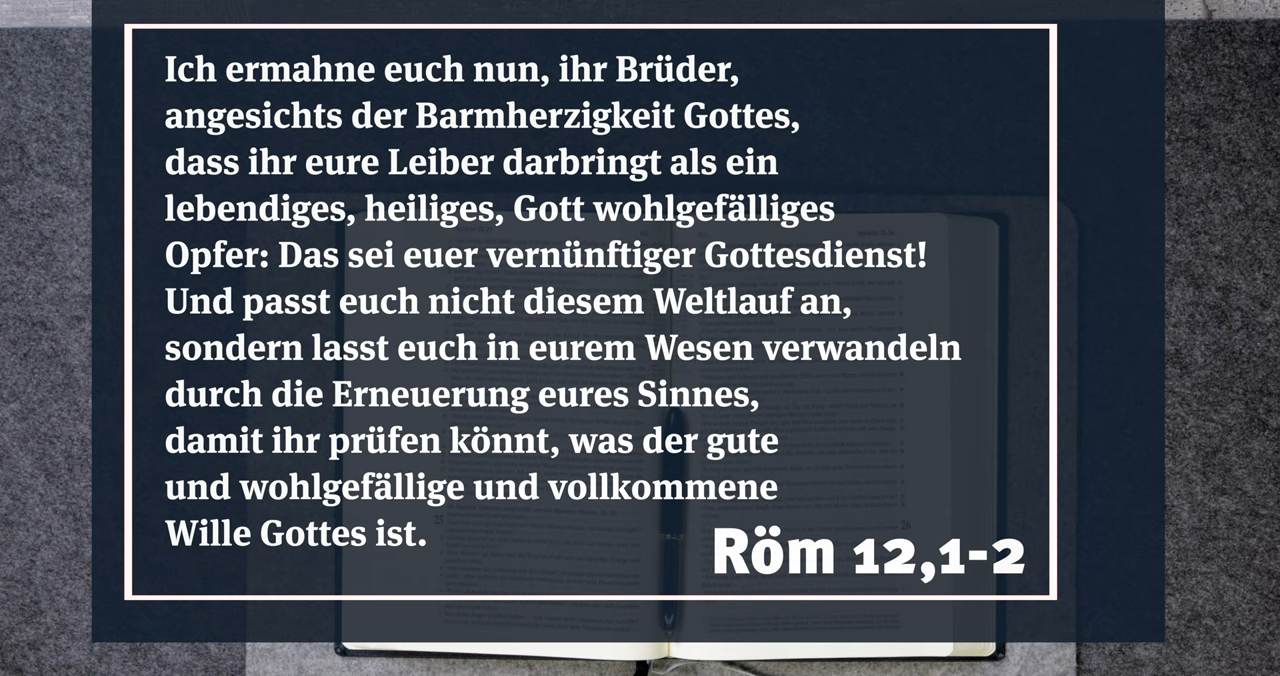 Ich ermahne euch nun, ihr Brüder,
angesichts der Barmherzigkeit Gottes,
dass ihr eure Leiber darbringt als ein
lebendiges, heiliges, Gott wohlgefälliges
Opfer: Das sei euer vernünftiger Gottesdienst!
Und passt euch nicht diesem Weltlauf an,
sondern lasst euch in eurem Wesen verwandeln
durch die Erneuerung eures Sinnes,
damit ihr prüfen könnt, was der gute
und wohlgefällige und vollkommene
Wille Gottes ist.
Röm 12,1-2